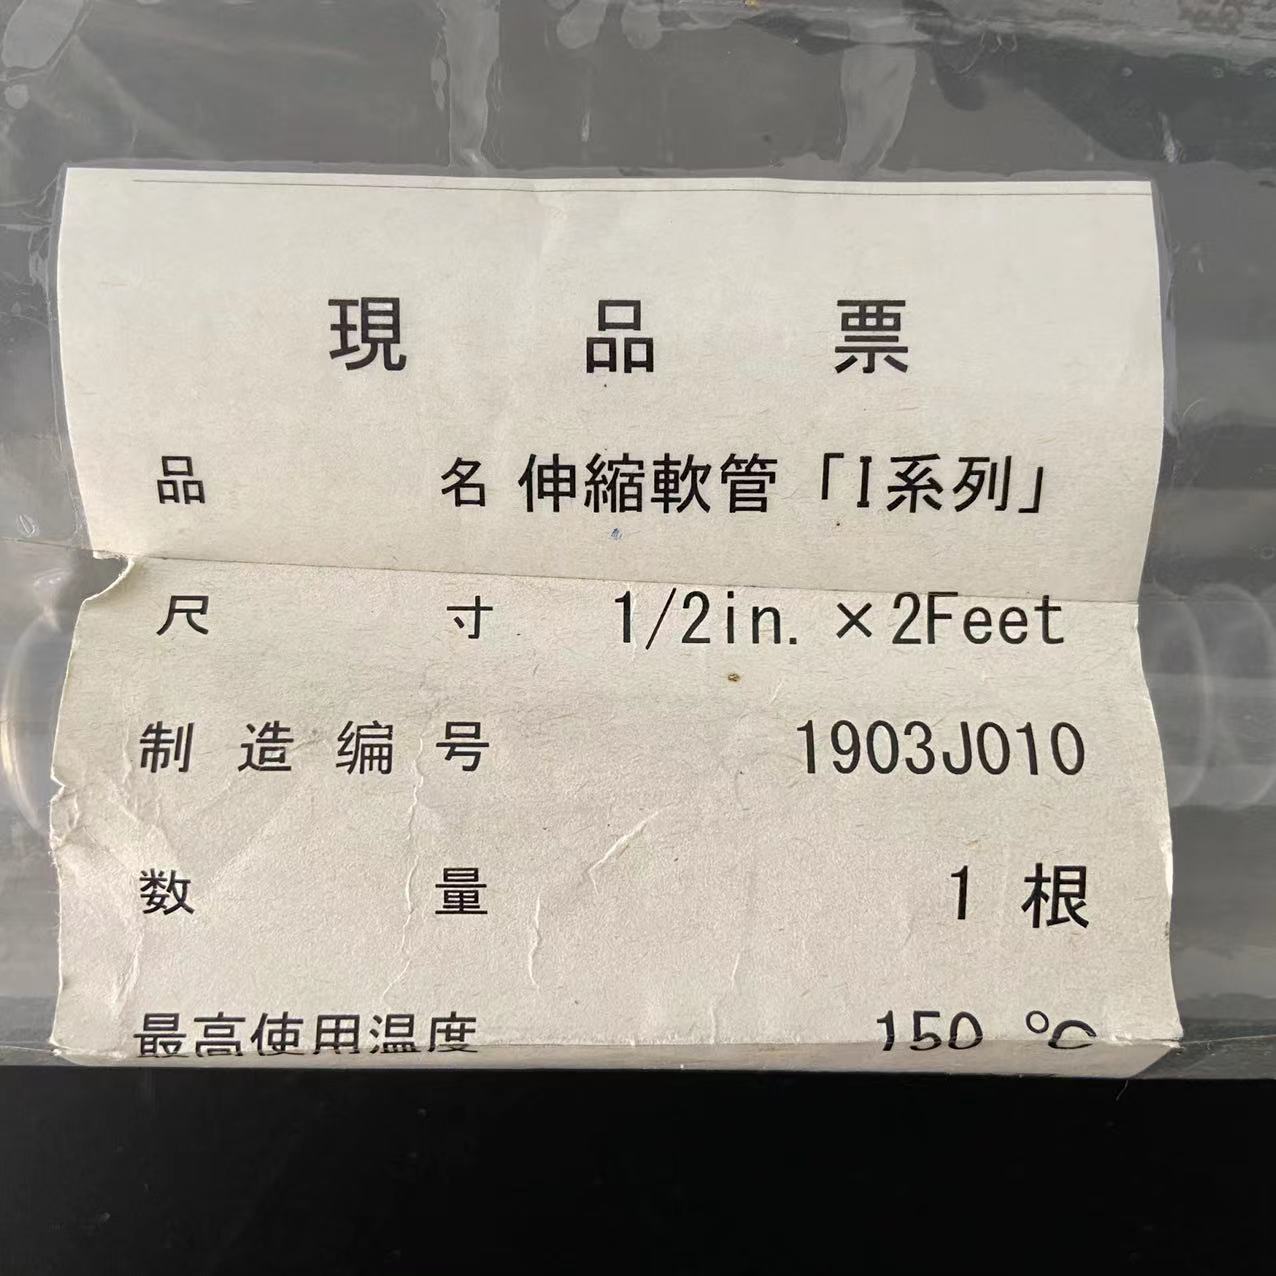 現品票
品名 伸縮軟管「I系列」
尺寸 1/2in. ×2Feet
制造编号 1903J010
数量 1 根
最高使用温度 150 ℃